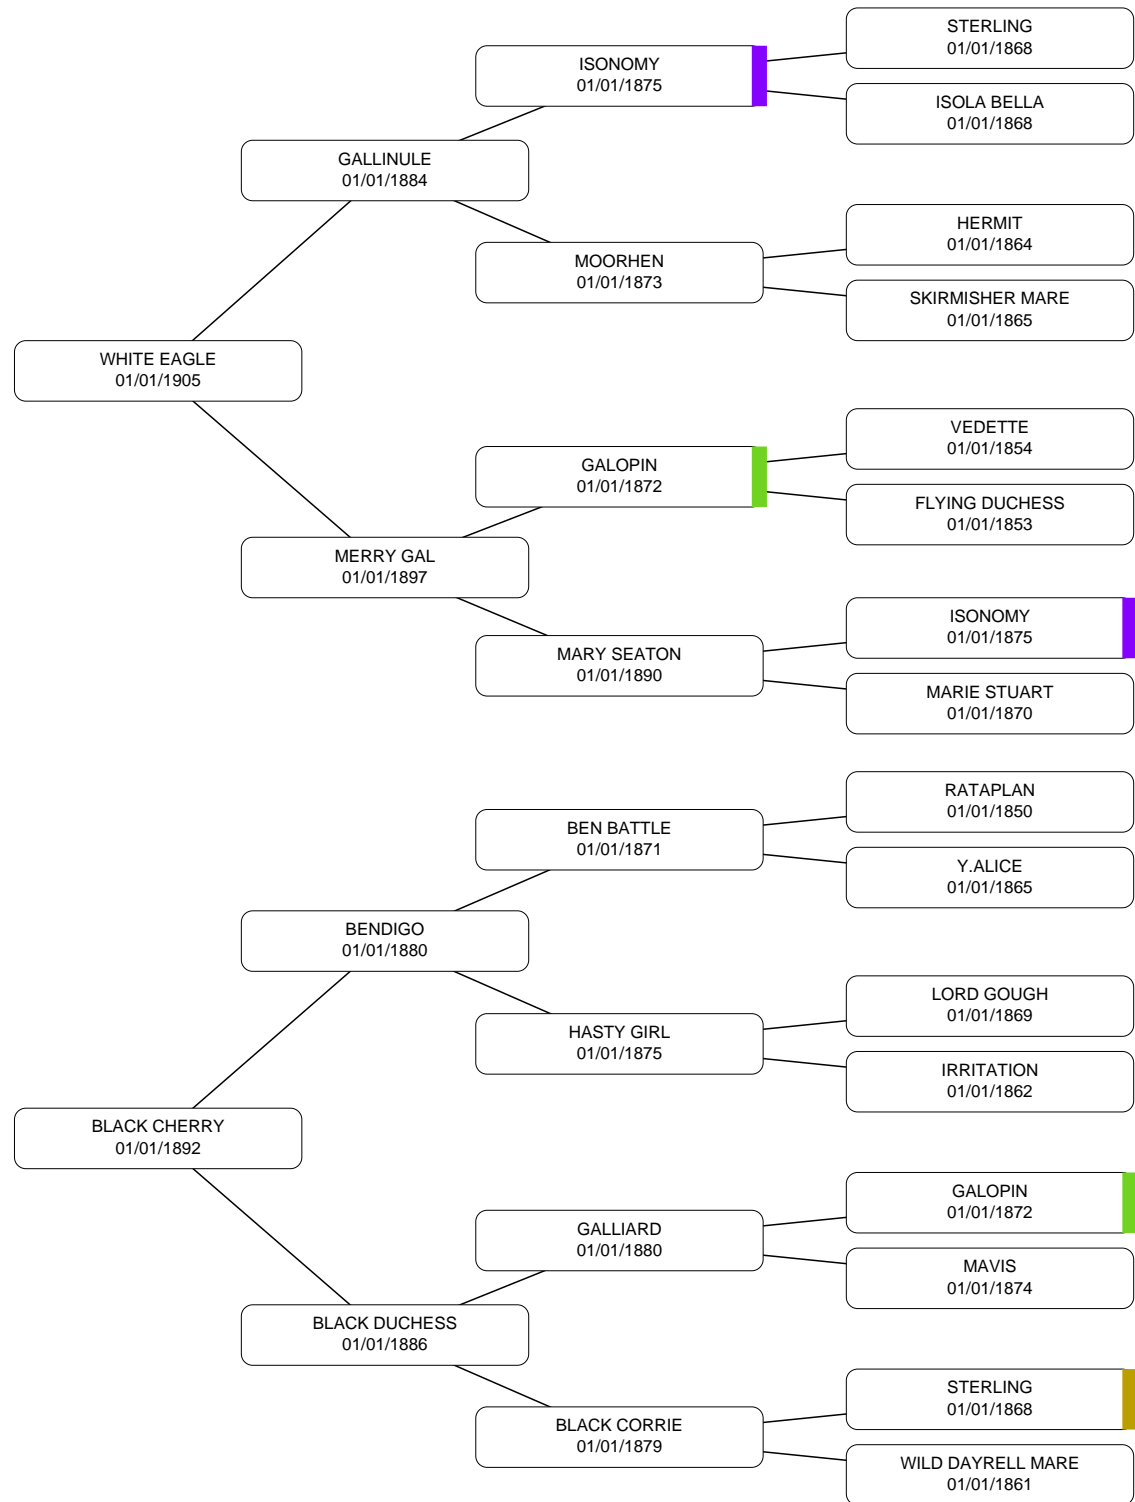 STERLING
01/01/1868
ISONOMY
01/01/1875
ISOLA BELLA
01/01/1868
GALLINULE
01/01/1884
HERMIT
01/01/1864
MOORHEN
01/01/1873
SKIRMISHER MARE
01/01/1865
WHITE EAGLE
01/01/1905
VEDETTE
01/01/1854
GALOPIN
01/01/1872
FLYING DUCHESS
01/01/1853
MERRY GAL
01/01/1897
ISONOMY
01/01/1875
MARY SEATON
01/01/1890
MARIE STUART
01/01/1870
RATAPLAN
01/01/1850
BEN BATTLE
01/01/1871
Y.ALICE
01/01/1865
BENDIGO
01/01/1880
LORD GOUGH
01/01/1869
HASTY GIRL
01/01/1875
IRRITATION
01/01/1862
BLACK CHERRY
01/01/1892
GALOPIN
01/01/1872
GALLIARD
01/01/1880
MAVIS
01/01/1874
BLACK DUCHESS
01/01/1886
STERLING
01/01/1868
BLACK CORRIE
01/01/1879
WILD DAYRELL MARE
01/01/1861